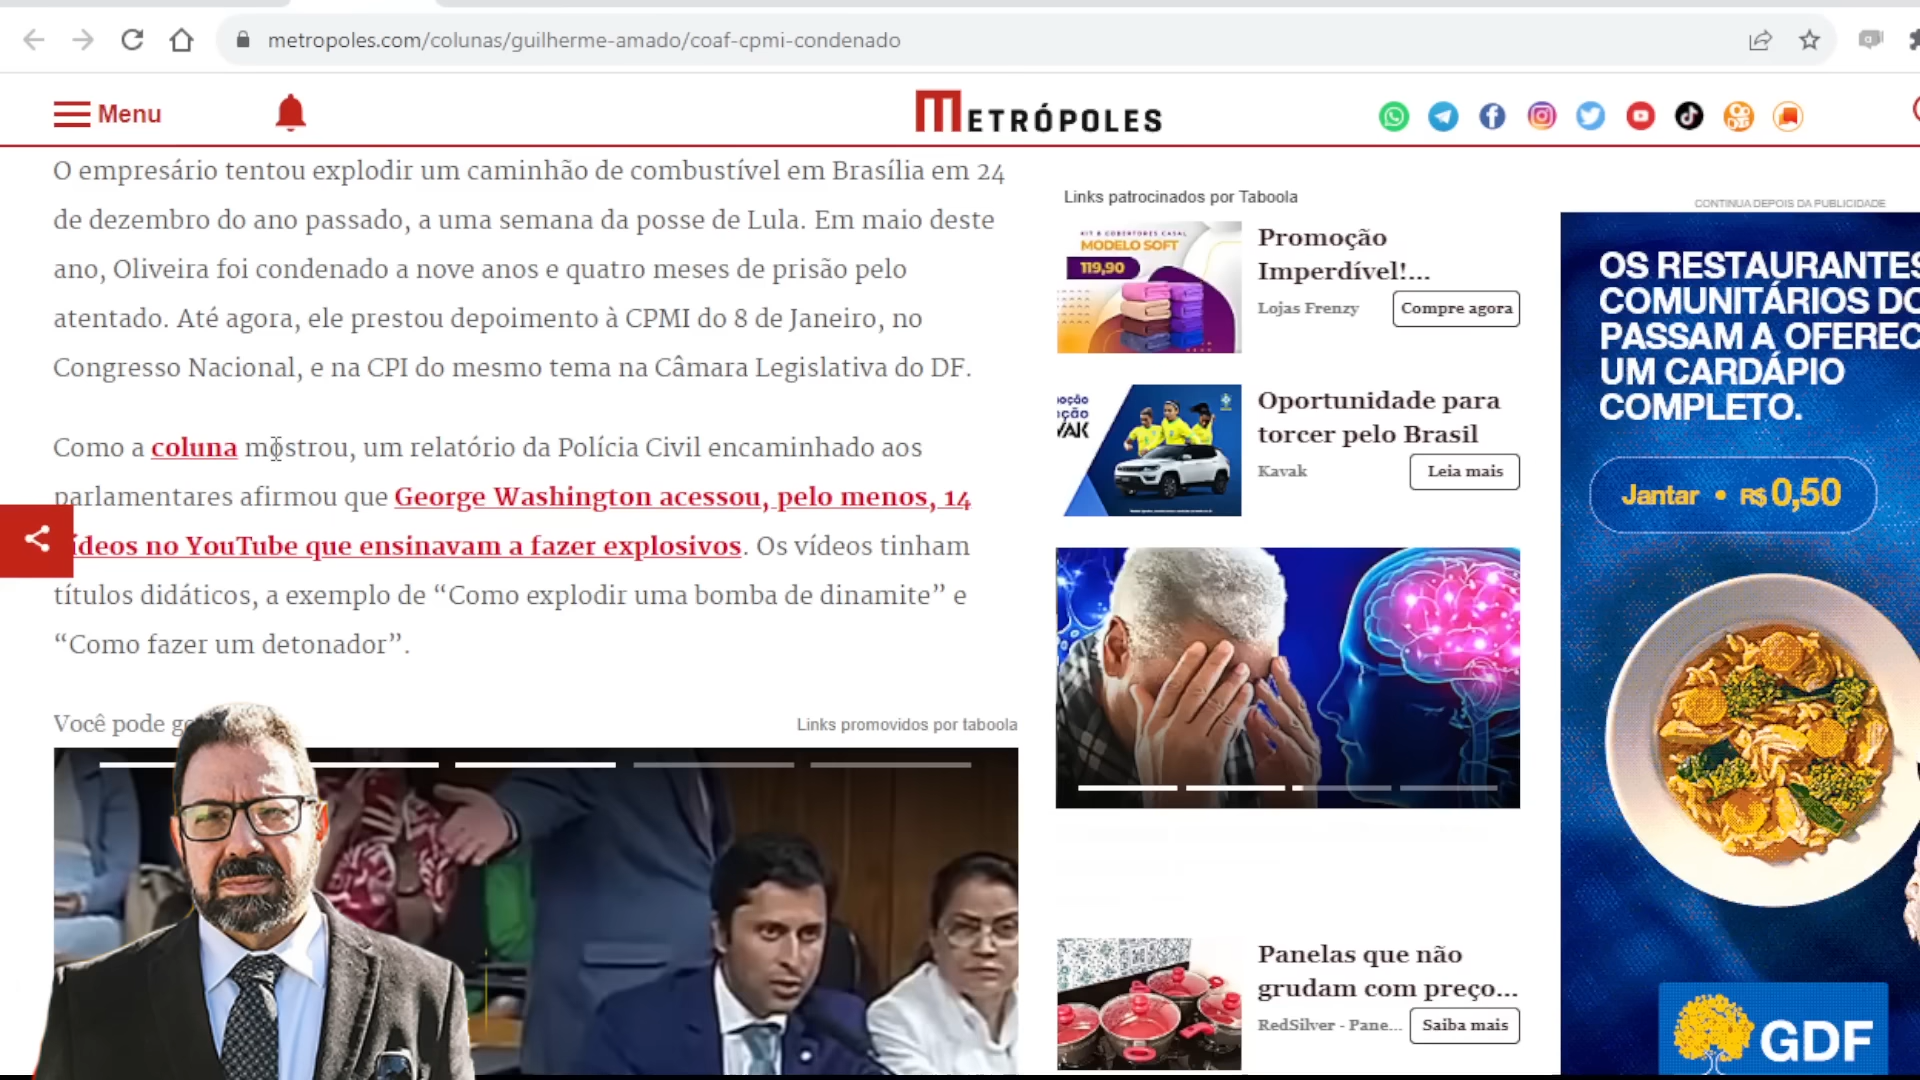 metropoles.com/colunas/guilherme-amado/coaf-cpmi-condenado
Menu
METRÓPOLES
O empresário tentou explodir um caminhão de combustível em Brasília em 24
de dezembro do ano passado, a uma semana da posse de Lula. Em maio deste
ano, Oliveira foi condenado a nove anos e quatro meses de prisão pelo
atentado. Até agora, ele prestou depoimento à CPMI do 8 de Janeiro, no
Congresso Nacional, e na CPI do mesmo tema na Câmara Legislativa do DF.
Como a coluna mostrou, um relatório da Polícia Civil encaminhado aos
parlamentares afirmou que George Washington acessou, pelo menos, 14
ídeos no YouTube que ensinavam a fazer explosivos. Os vídeos tinham
títulos didáticos, a exemplo de “Como explodir uma bomba de dinamite” e
“Como fazer um detonador”.
Você pode g
Links promovidos por taboola
Links patrocinados por Taboola
KIT 8 COBERTORES CASAL
MODELO SOFT
119,90
Promoção
Imperdível!...
Lojas Frenzy
Compre agora
oção
ção
VAK
Oportunidade para
torcer pelo Brasil
Kavak
Leia mais
Panelas que não
grudam com preço...
RedSilver - Pane...
Saiba mais
CONTINUA DEPOIS DA PUBLICIDADE
OS RESTAURANTES
COMUNITÁRIOS DO
PASSAM A OFEREC
UM CARDÁPIO
COMPLETO.
Jantar • R$ 0,50
GDF